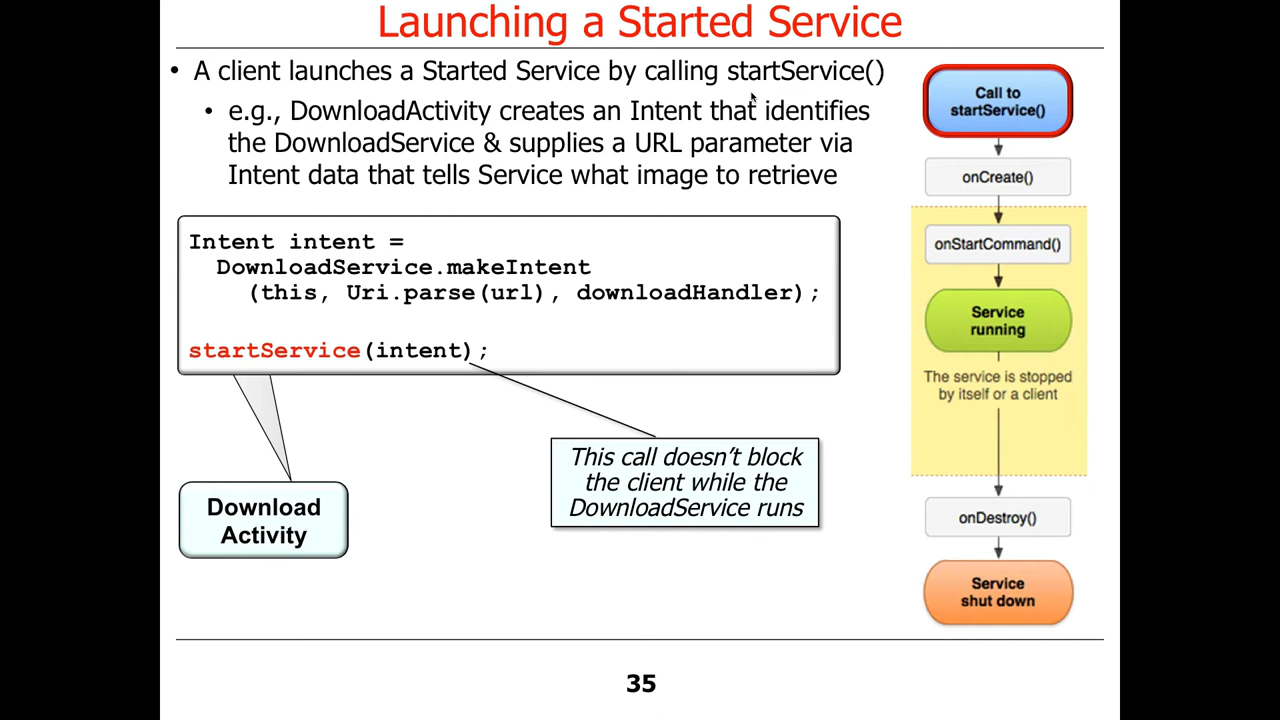 Launching a Started Service
• A client launches a Started Service by calling startService()
• e.g., DownloadActivity creates an Intent that identifies
the DownloadService & supplies a URL parameter via
Intent data that tells Service what image to retrieve
Intent intent =
DownloadService.makeIntent
(this, Uri.parse(url), downloadHandler);
startService(intent);
This call doesn't block
the client while the
DownloadService runs
Download
Activity
Call to
startService()
onCreate()
onStartCommand()
Service
running
The service is stopped
by itself or a client
onDestroy()
Service
shut down
35